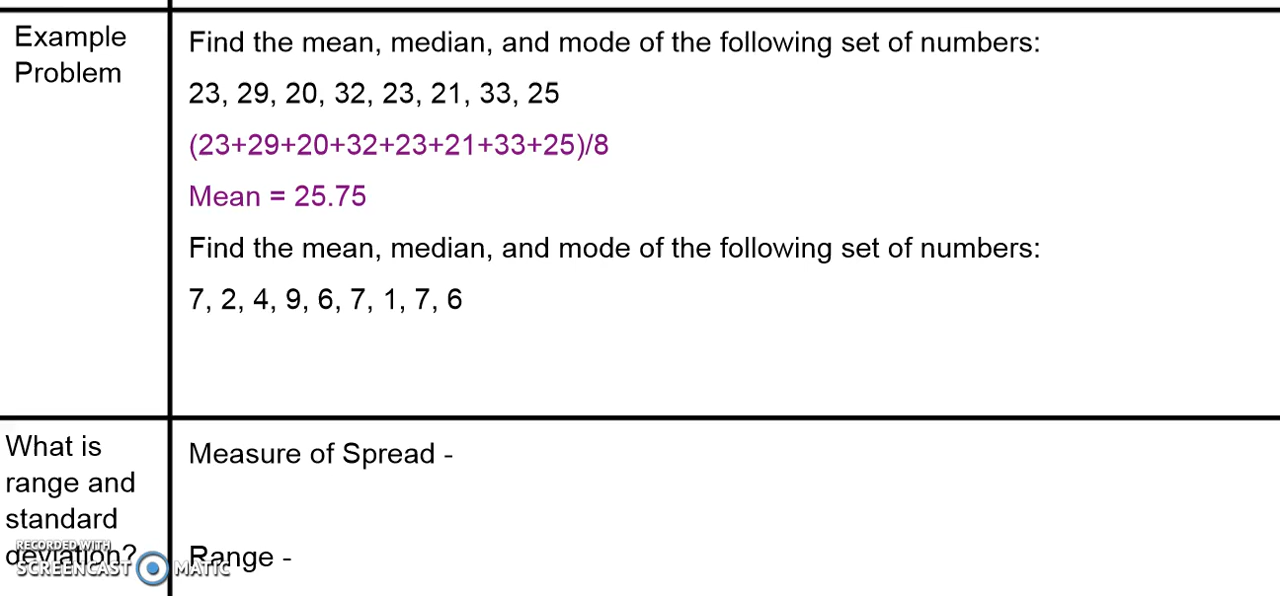 Example
Problem
Find the mean, median, and mode of the following set of numbers:
23, 29, 20, 32, 23, 21, 33, 25
(23+29+20+32+23+21+33+25)/8
Mean = 25.75
Find the mean, median, and mode of the following set of numbers:
7, 2, 4, 9, 6, 7, 1, 7, 6
What is
range and
standard
deviation?
Measure of Spread -
Range -
RECORDED WITH
SCREENCAST MATIC